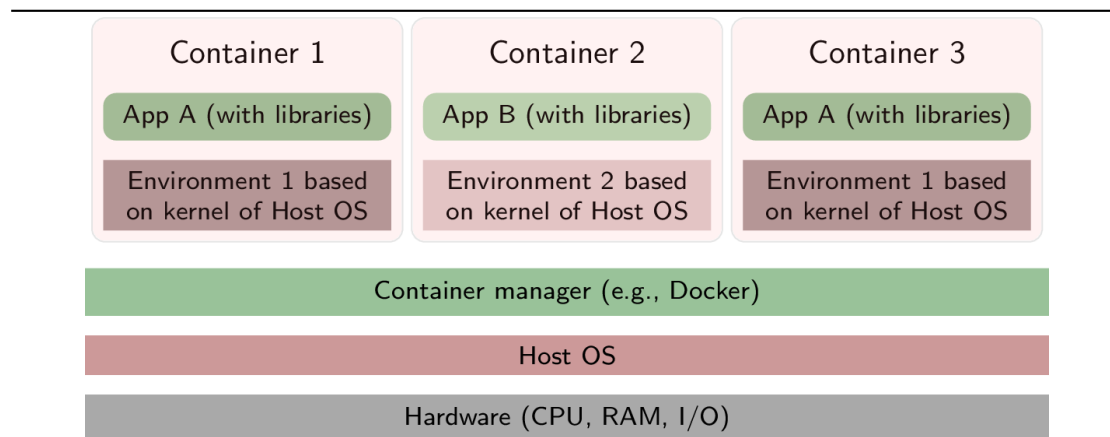 Container 1
Container 2
Container 3
App A (with libraries)
App B (with libraries)
App A (with libraries)
Environment 1 based
on kernel of Host OS
Environment 2 based
on kernel of Host OS
Environment 1 based
on kernel of Host OS
Container manager (e.g., Docker)
Host OS
Hardware (CPU, RAM, I/O)